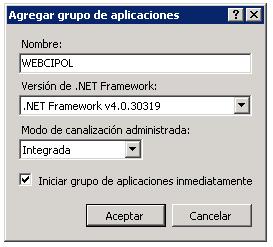 Agregar grupo de aplicaciones
Nombre:
WEBCIPOL
Versión de .NET Framework:
.NET Framework v4.0.30319
Modo de canalización administrada:
Integrada
Iniciar grupo de aplicaciones inmediatamente
Aceptar
Cancelar